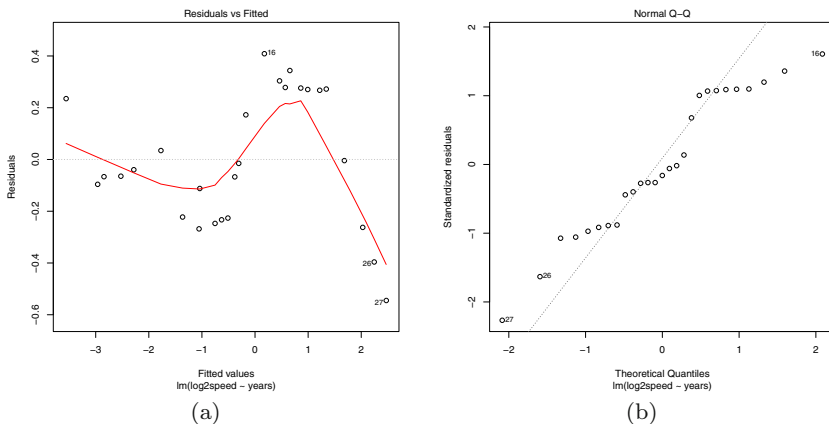 Residuals vs Fitted
Residuals
0.4
0.2
0.0
−0.2
−0.4
−0.6
16
26
27
−3
−2
−1
0
1
2
Fitted values
lm(log2speed ~ years)
(a)
Normal Q−Q
Standardized residuals
2
1
0
−1
−2
16
26
27
−2
−1
0
1
2
Theoretical Quantiles
lm(log2speed ~ years)
(b)